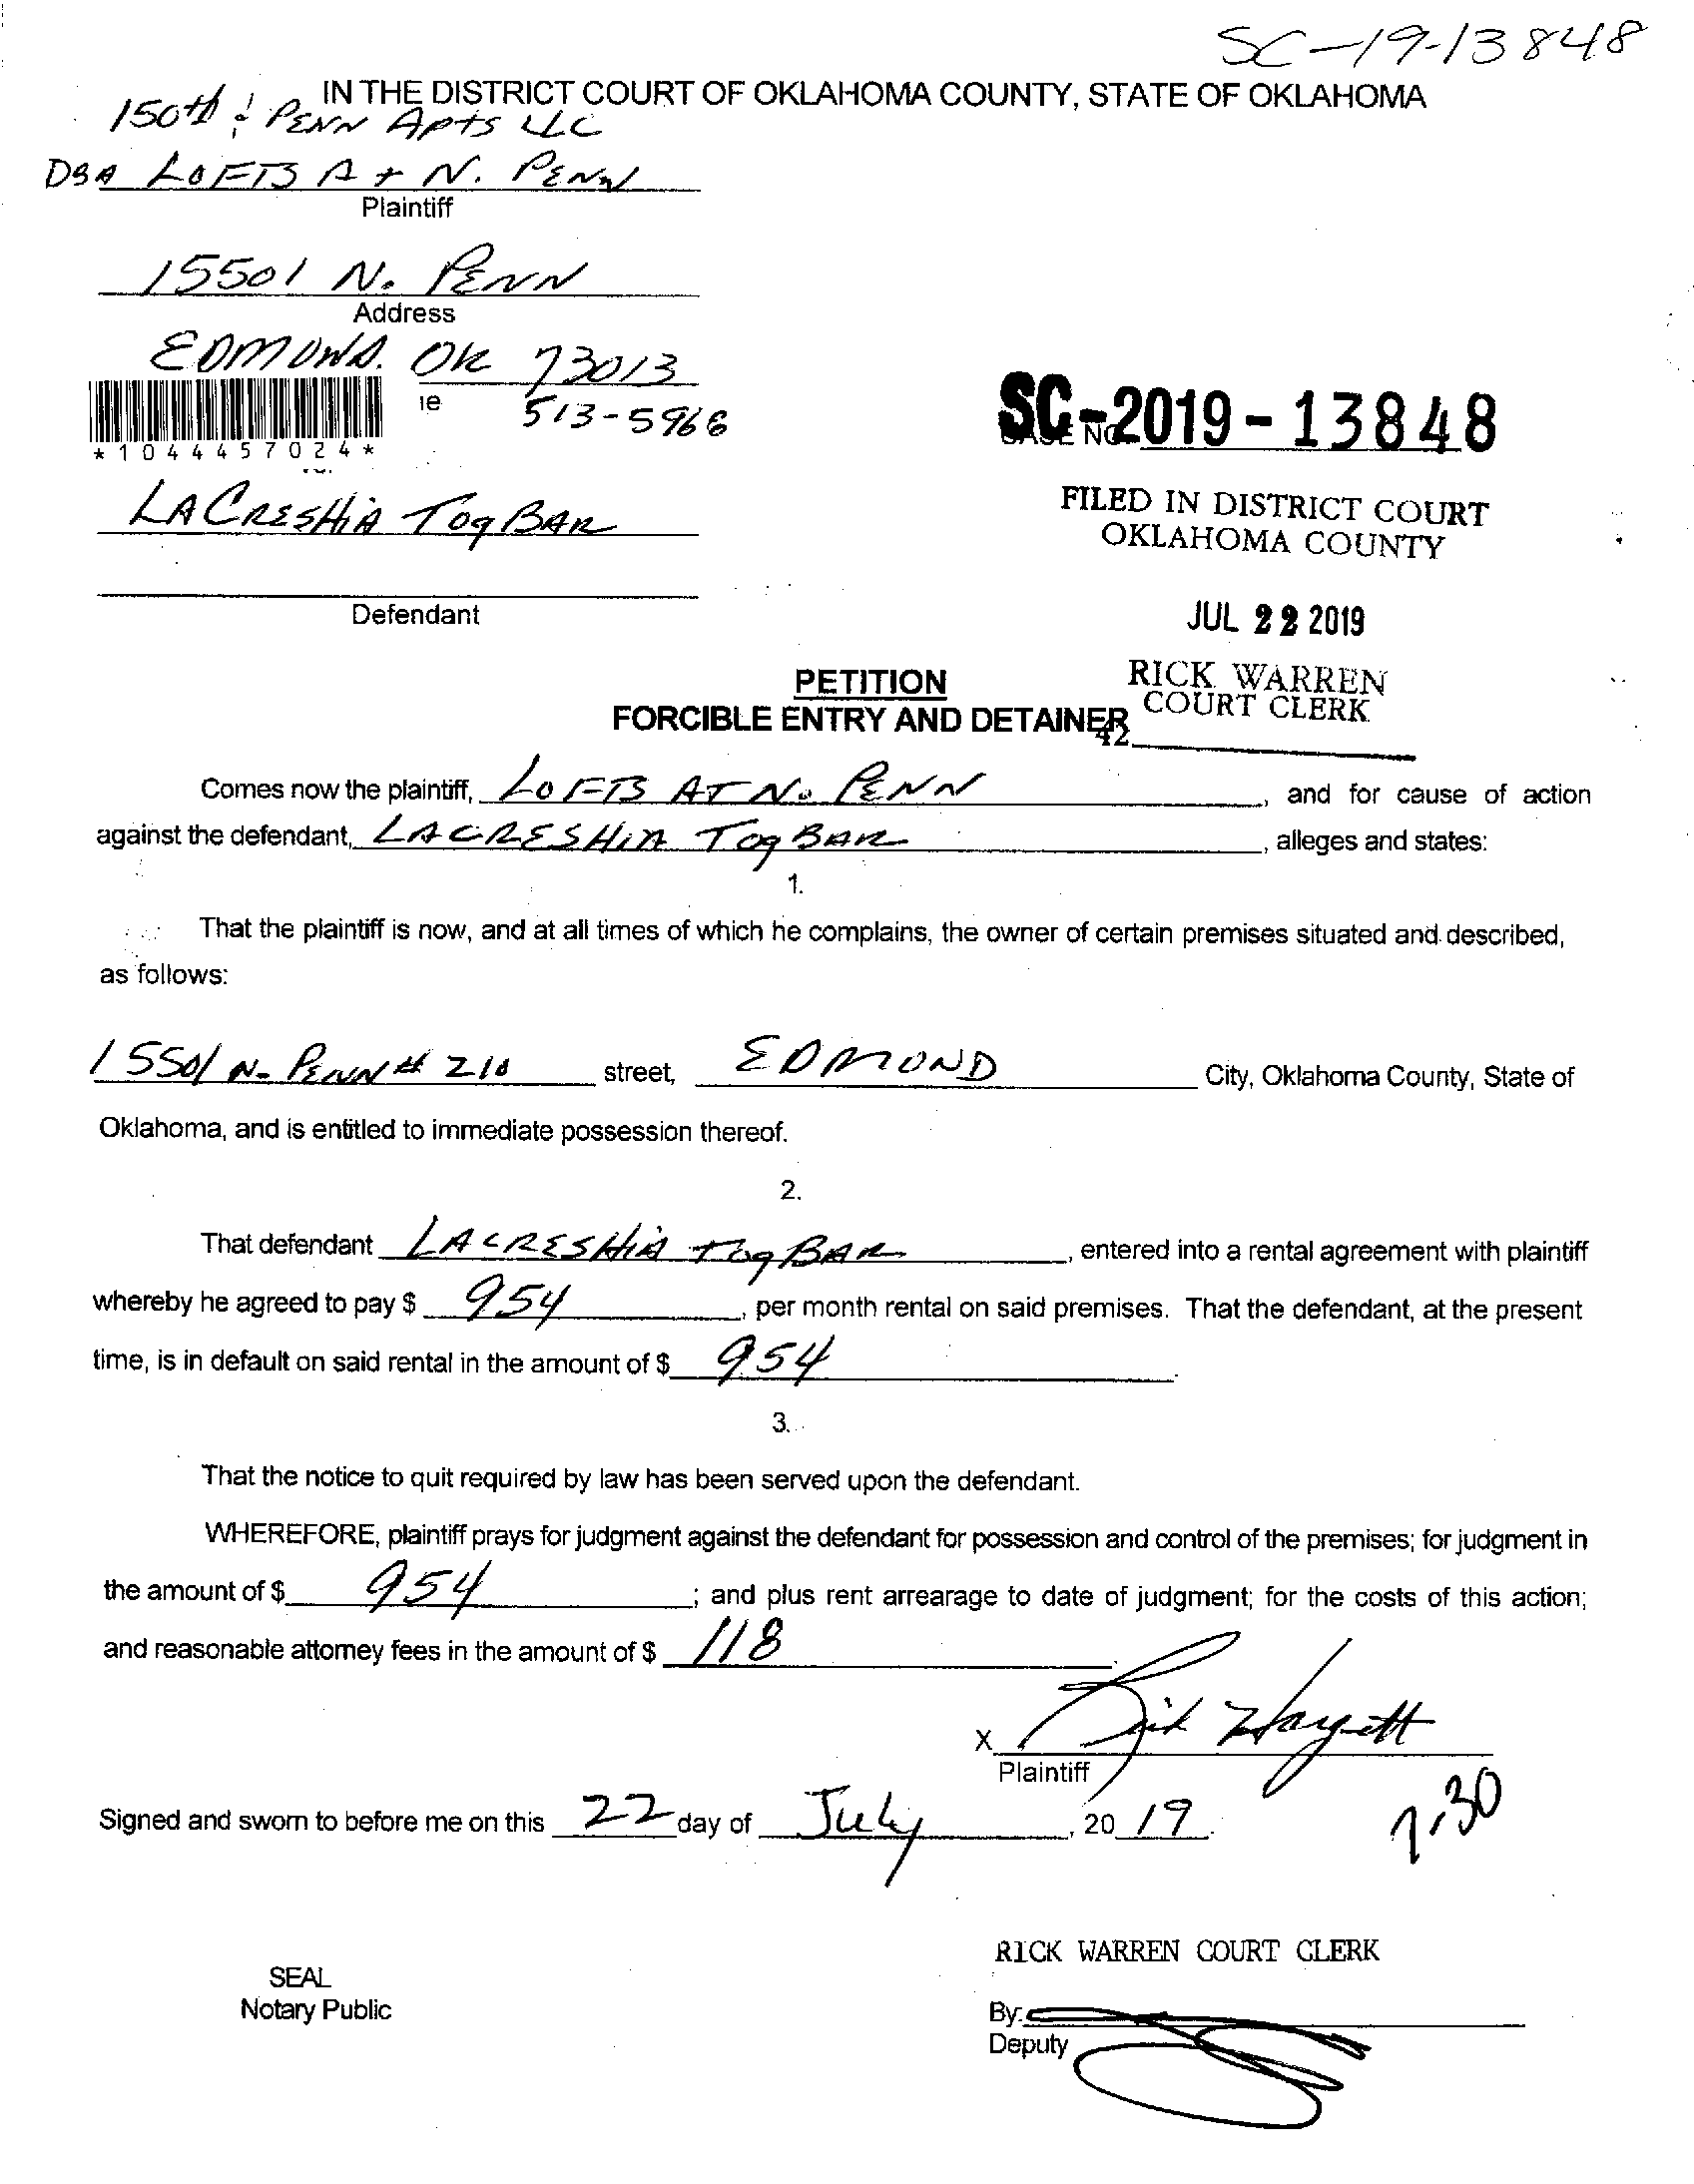 SC-19-13848
IN THE DISTRICT COURT OF OKLAHOMA COUNTY, STATE OF OKLAHOMA
150th & PENN APTS LLC
DBA LOFTS AT N. PENN
Plaintiff
15501 N. PENN
Address
EDMOND. OK 73013
ne 513-5966
*1044457024*
vs.
LACRESHIA TOQBAR
Defendant
SC-2019-13848
CASE NO.
FILED IN DISTRICT COURT
OKLAHOMA COUNTY
JUL 22 2019
RICK WARREN
COURT CLERK
42
PETITION
FORCIBLE ENTRY AND DETAINER
Comes now the plaintiff, LOFTS AT N. PENN, and for cause of action
against the defendant, LACRESHIA TOQBAR, alleges and states:
1.
That the plaintiff is now, and at all times of which he complains, the owner of certain premises situated and described,
as follows:
15501 N. PENN # 210 street, EDMOND City, Oklahoma County, State of
Oklahoma, and is entitled to immediate possession thereof.
2.
That defendant LACRESHIA TOQBAR, entered into a rental agreement with plaintiff
whereby he agreed to pay $ 954, per month rental on said premises. That the defendant, at the present
time, is in default on said rental in the amount of $ 954.
3.
That the notice to quit required by law has been served upon the defendant.
WHEREFORE, plaintiff prays for judgment against the defendant for possession and control of the premises; for judgment in
the amount of $ 954; and plus rent arrearage to date of judgment; for the costs of this action;
and reasonable attorney fees in the amount of $ 118.
X Rick Hargett
Plaintiff
Signed and sworn to before me on this 22 day of July, 2019.
1:30
RICK WARREN COURT CLERK
SEAL
Notary Public
By:
Deputy